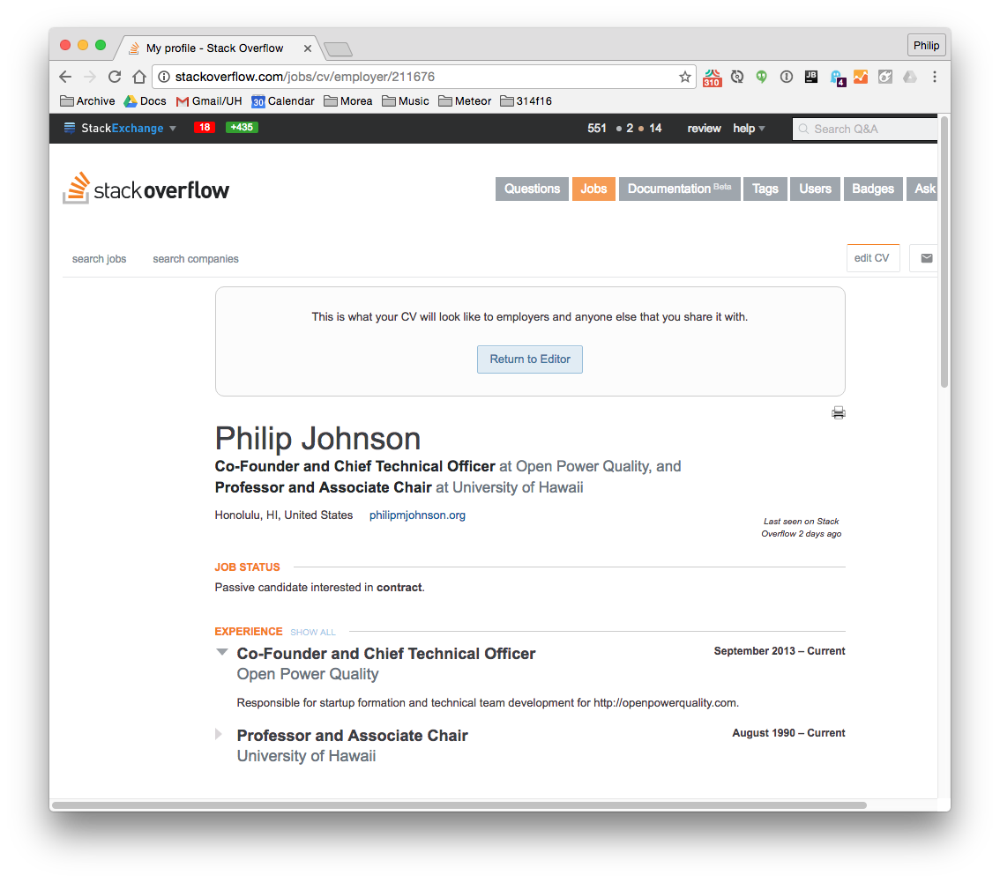 My profile - Stack Overflow
Philip
stackoverflow.com/jobs/cv/employer/211676
310
JB
4
Archive Docs Gmail/UH 30 Calendar Morea Music Meteor 314f16
StackExchange 18 +435 551 2 14 review help Search Q&A
stackoverflow
Questions Jobs Documentation Beta Tags Users Badges Ask
search jobs search companies edit CV
This is what your CV will look like to employers and anyone else that you share it with.
Return to Editor
Philip Johnson
Co-Founder and Chief Technical Officer at Open Power Quality, and
Professor and Associate Chair at University of Hawaii
Honolulu, HI, United States philipmjohnson.org
Last seen on Stack
Overflow 2 days ago
JOB STATUS
Passive candidate interested in contract.
EXPERIENCE SHOW ALL
Co-Founder and Chief Technical Officer September 2013 – Current
Open Power Quality
Responsible for startup formation and technical team development for http://openpowerquality.com.
Professor and Associate Chair August 1990 – Current
University of Hawaii